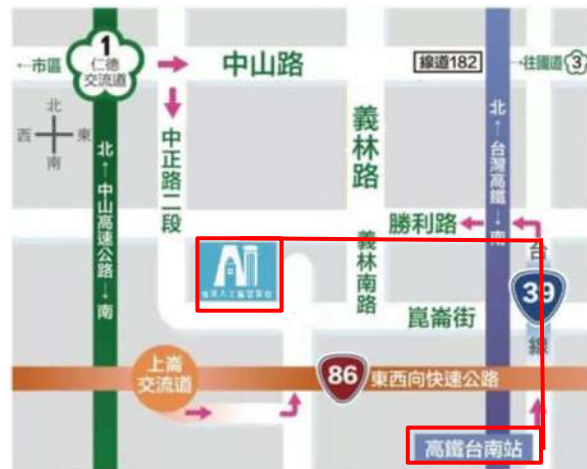 1
仁德
交流道
←市區
中山路
線道182
→往國道3
北
西 東
南
中正路二段
義林路
北←中山高速公路→南
北←台灣高鐵→南
勝利路
義林南路
台
39
線
崑崙街
上崙
交流道
86
東西向快速公路
高鐵台南站